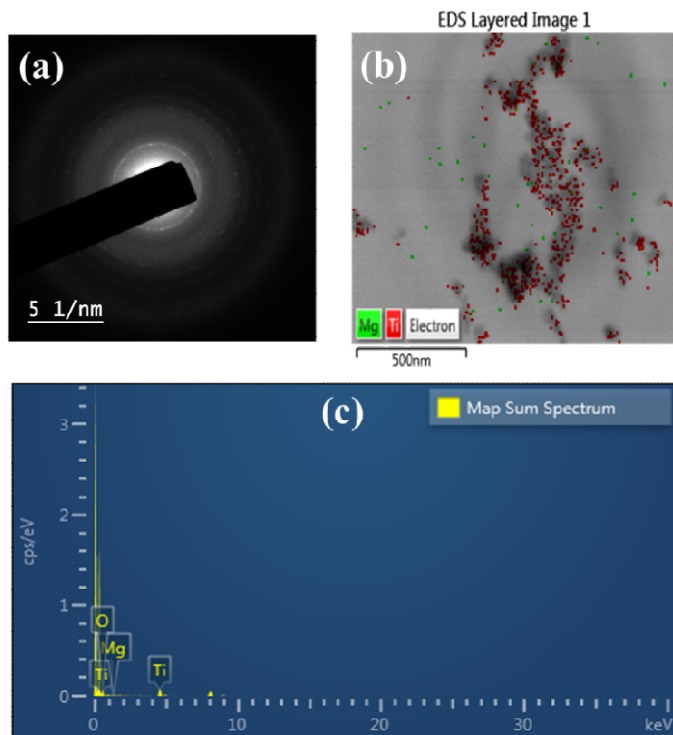 EDS Layered Image 1
(a)
(b)
5 1/nm
Mg Ti Electron
500nm
(c)
Map Sum Spectrum
3
2
cps/eV
1
O
Mg
Ti
Ti
0
0 10 20 30 keV